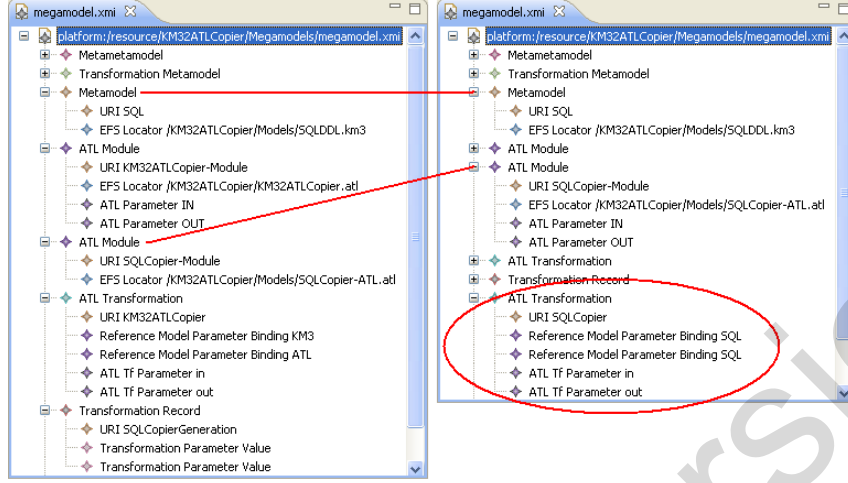 megamodel.xmi
platform:/resource/KM32ATLCopier/Megamodels/megamodel.xmi
Metametamodel
Transformation Metamodel
Metamodel
URI SQL
EFS Locator /KM32ATLCopier/Models/SQLDDL.km3
ATL Module
URI KM32ATLCopier-Module
EFS Locator /KM32ATLCopier/KM32ATLCopier.atl
ATL Parameter IN
ATL Parameter OUT
ATL Module
URI SQLCopier-Module
EFS Locator /KM32ATLCopier/Models/SQLCopier-ATL.atl
ATL Transformation
URI KM32ATLCopier
Reference Model Parameter Binding KM3
Reference Model Parameter Binding ATL
ATL Tf Parameter in
ATL Tf Parameter out
Transformation Record
URI SQLCopierGeneration
Transformation Parameter Value
Transformation Parameter Value
megamodel.xmi
platform:/resource/KM32ATLCopier/Megamodels/megamodel.xmi
Metametamodel
Transformation Metamodel
Metamodel
URI SQL
EFS Locator /KM32ATLCopier/Models/SQLDDL.km3
ATL Module
ATL Module
URI SQLCopier-Module
EFS Locator /KM32ATLCopier/Models/SQLCopier-ATL.atl
ATL Parameter IN
ATL Parameter OUT
ATL Transformation
Transformation Record
ATL Transformation
URI SQLCopier
Reference Model Parameter Binding SQL
Reference Model Parameter Binding SQL
ATL Tf Parameter in
ATL Tf Parameter out